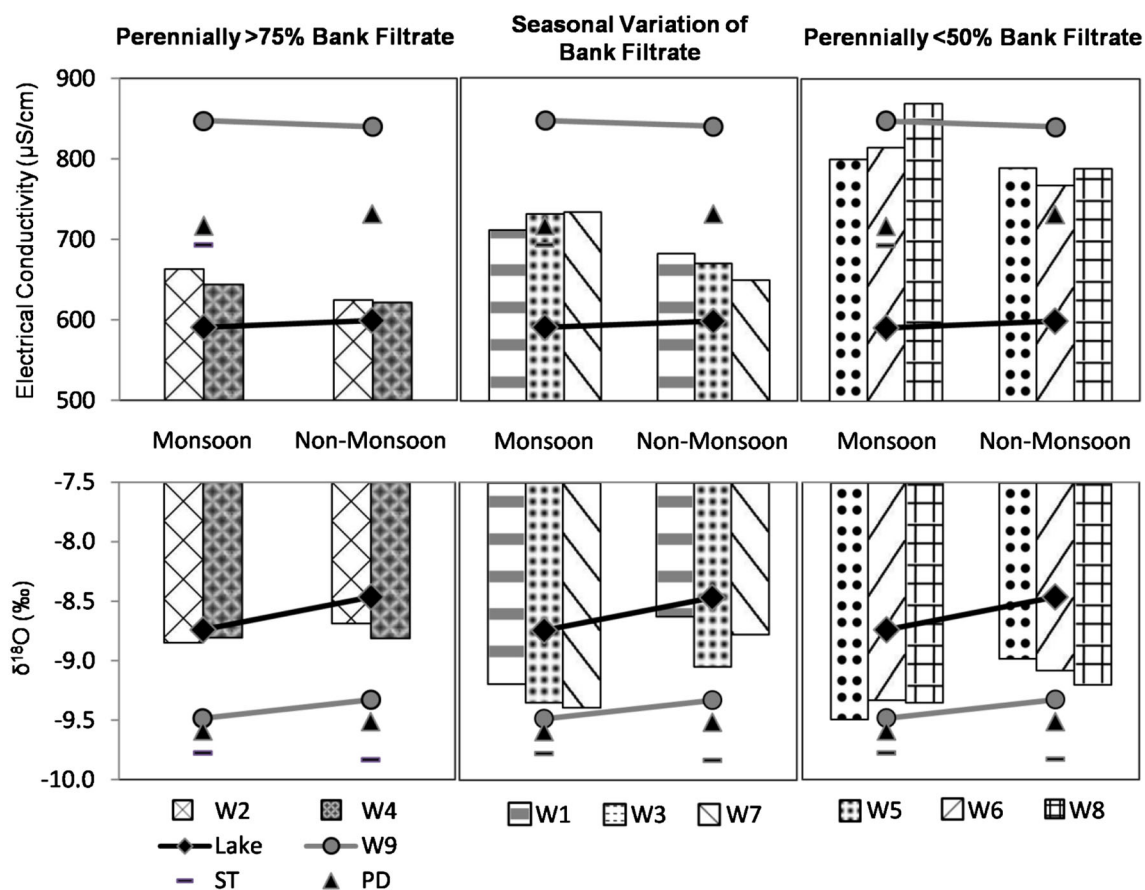 Perennially >75% Bank Filtrate
Seasonal Variation of
Bank Filtrate
Perennially <50% Bank Filtrate
Electrical Conductivity (µS/cm)
900
800
700
600
500
Monsoon Non-Monsoon
Monsoon Non-Monsoon
Monsoon Non-Monsoon
δ¹⁸O (‰)
-7.5
-8.0
-8.5
-9.0
-9.5
-10.0
W2 W4
Lake W9
ST PD
W1 W3 W7
W5 W6 W8